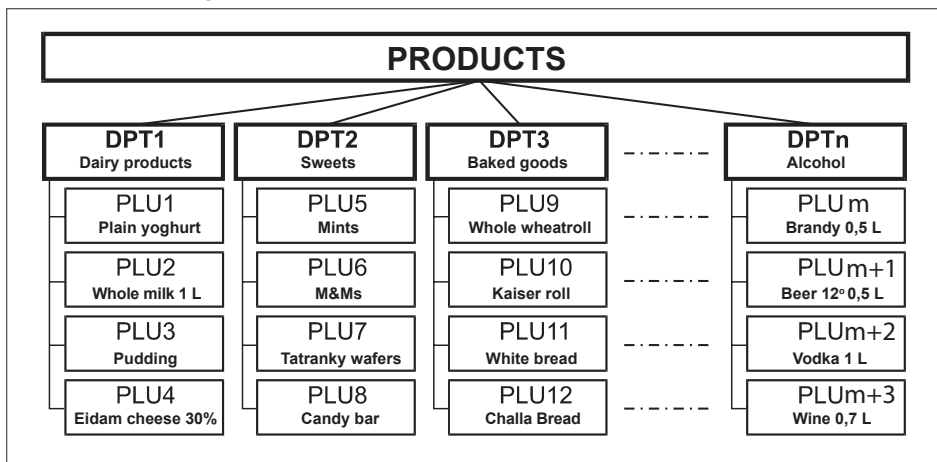 PRODUCTS
DPT1
Dairy products
DPT2
Sweets
DPT3
Baked goods
DPTn
Alcohol
PLU1
Plain yoghurt
PLU5
Mints
PLU9
Whole wheatroll
PLU m
Brandy 0,5 L
PLU2
Whole milk 1 L
PLU6
M&Ms
PLU10
Kaiser roll
PLUm+1
Beer 12º 0,5 L
PLU3
Pudding
PLU7
Tatranky wafers
PLU11
White bread
PLUm+2
Vodka 1 L
PLU4
Eidam cheese 30%
PLU8
Candy bar
PLU12
Challa Bread
PLUm+3
Wine 0,7 L